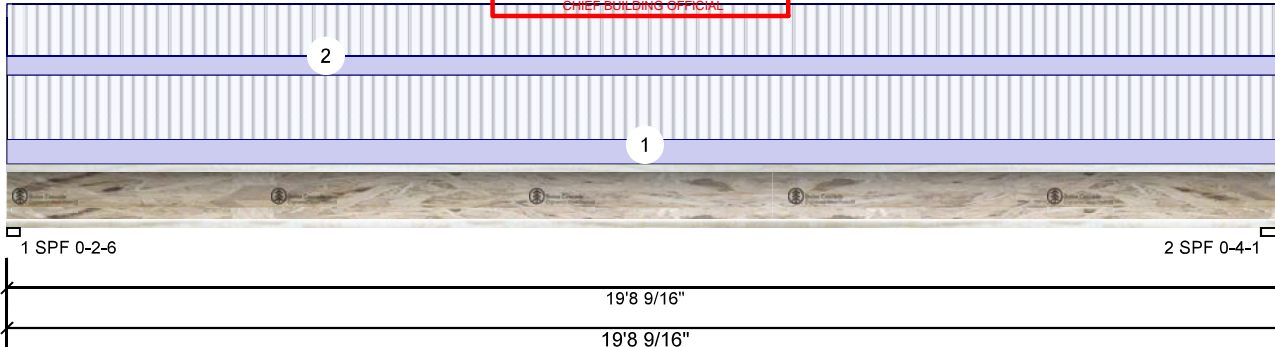 CHIEF BUILDING OFFICIAL
2
1
1 SPF 0-2-6
2 SPF 0-4-1
19'8 9/16"
19'8 9/16"